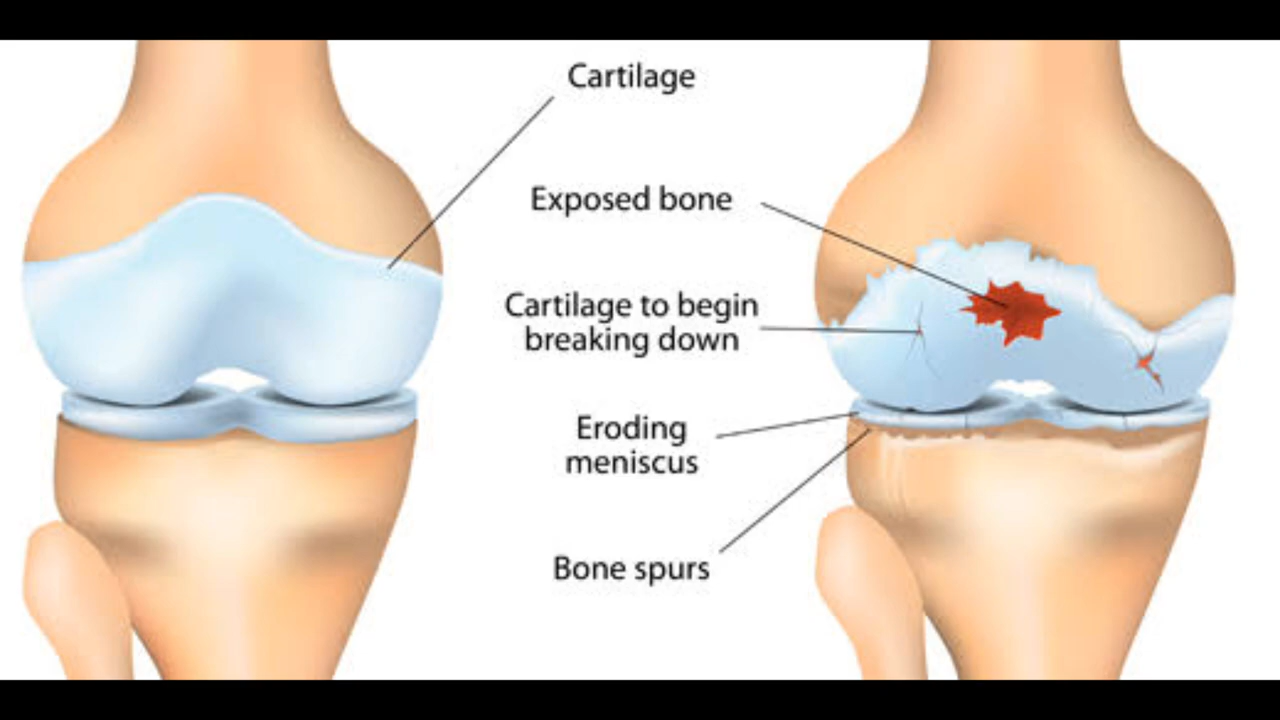 Cartilage
Exposed bone
Cartilage to begin
breaking down
Eroding
meniscus
Bone spurs